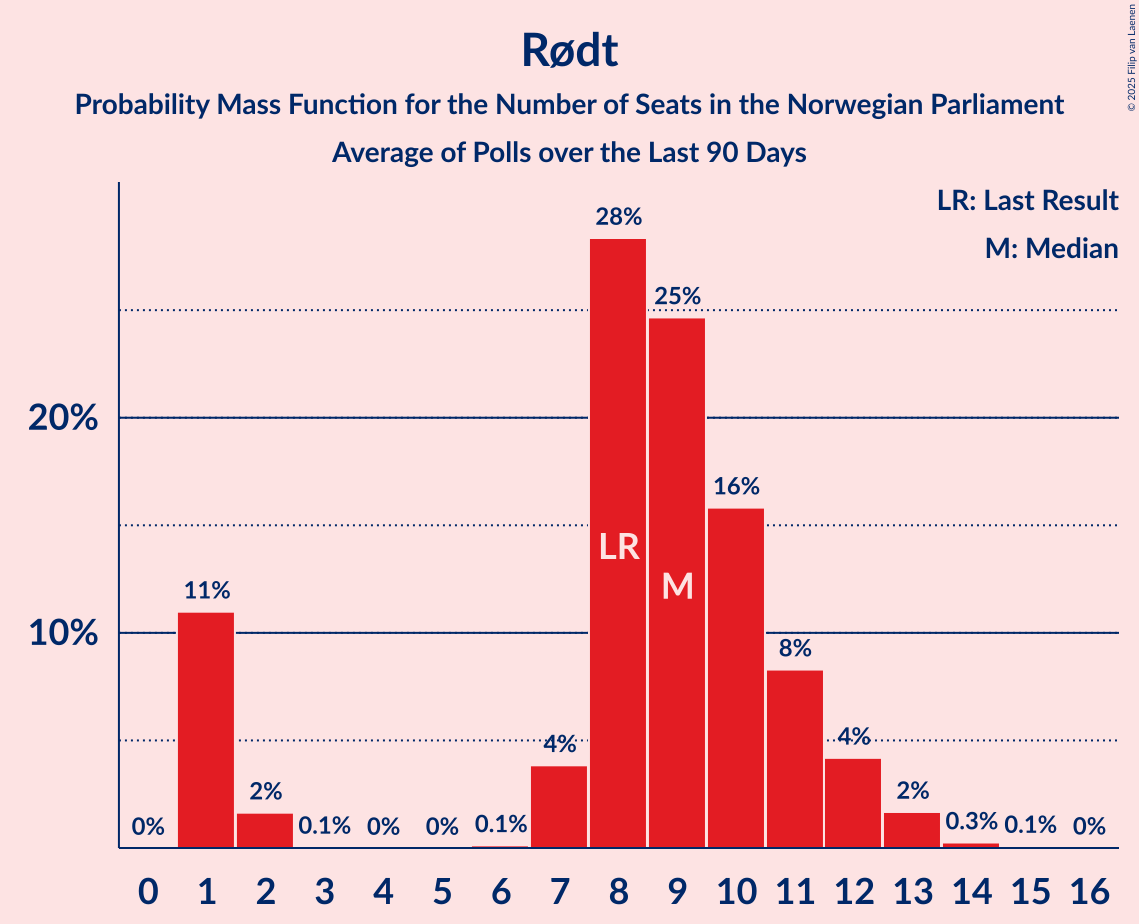 Rødt
Probability Mass Function for the Number of Seats in the Norwegian Parliament
Average of Polls over the Last 90 Days
© 2025 Filip van Laenen
LR: Last Result
M: Median
20%
10%
0%
11%
2%
0.1%
0%
0%
0.1%
4%
28%
25%
16%
8%
4%
2%
0.3%
0.1%
0%
LR
M
0 1 2 3 4 5 6 7 8 9 10 11 12 13 14 15 16